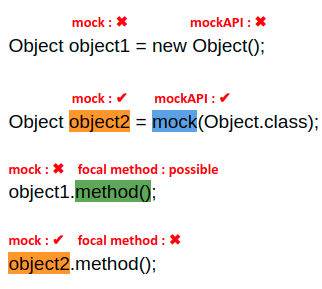 mock : ✖ mockAPI : ✖
Object object1 = new Object();
mock : ✔ mockAPI : ✔
Object object2 = mock(Object.class);
mock : ✖ focal method : possible
object1.method();
mock : ✔ focal method : ✖
object2.method();